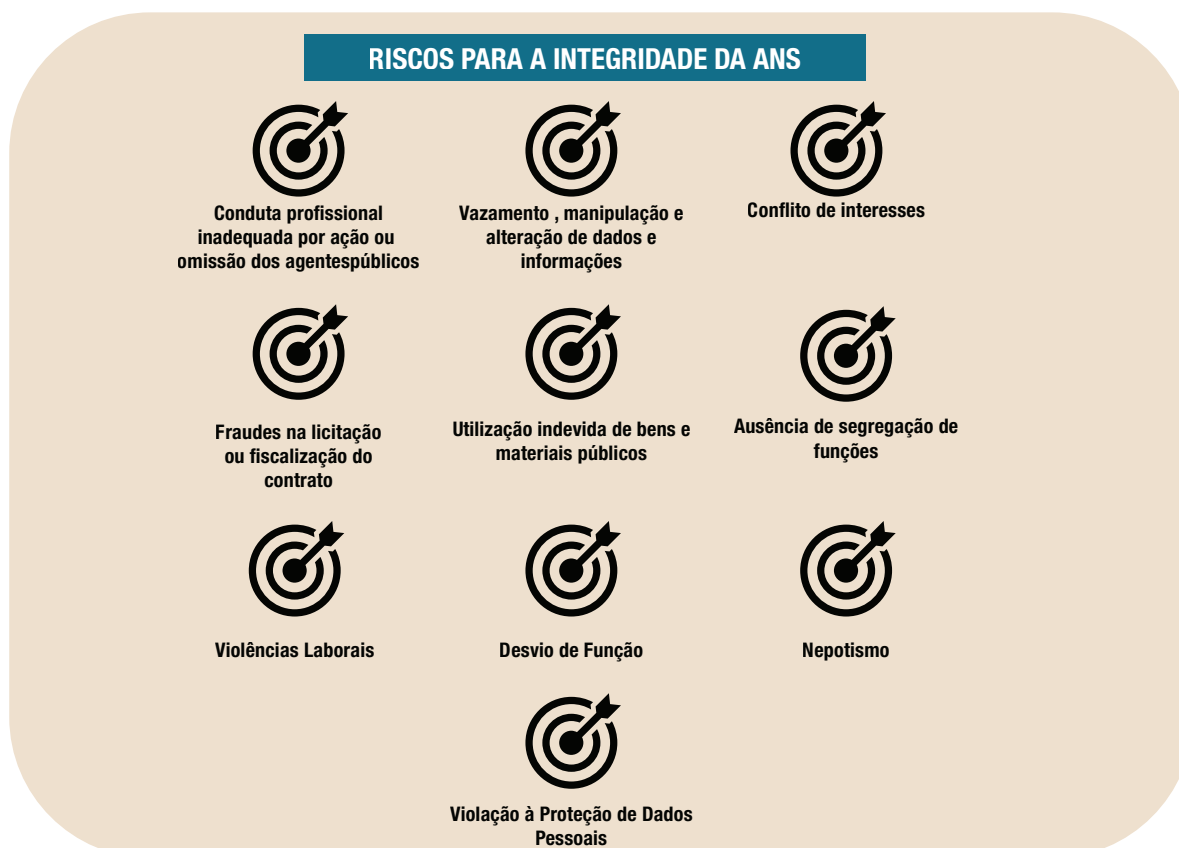 RISCOS PARA A INTEGRIDADE DA ANS
Conduta profissional
inadequada por ação ou
omissão dos agentespúblicos
Vazamento , manipulação e
alteração de dados e
informações
Conflito de interesses
Fraudes na licitação
ou fiscalização do
contrato
Utilização indevida de bens e
materiais públicos
Ausência de segregação de
funções
Violências Laborais
Desvio de Função
Nepotismo
Violação à Proteção de Dados
Pessoais